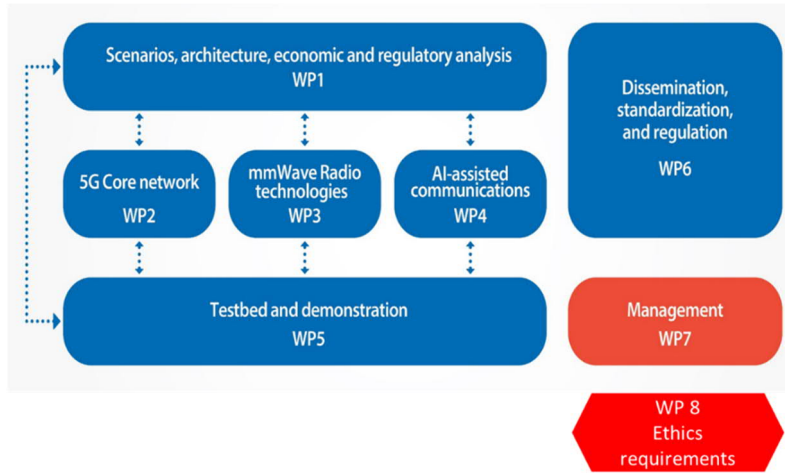 Scenarios, architecture, economic and regulatory analysis
WP1
Dissemination,
standardization,
and regulation
WP6
5G Core network
WP2
mmWave Radio
technologies
WP3
AI-assisted
communications
WP4
Testbed and demonstration
WP5
Management
WP7
WP 8
Ethics
requirements